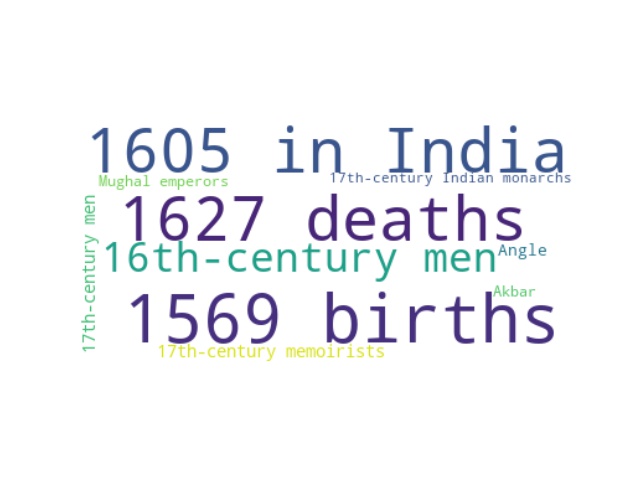 1605 in India
Mughal emperors
17th-century Indian monarchs
17th-century men
1627 deaths
16th-century men
Angle
Akbar
1569 births
17th-century memoirists